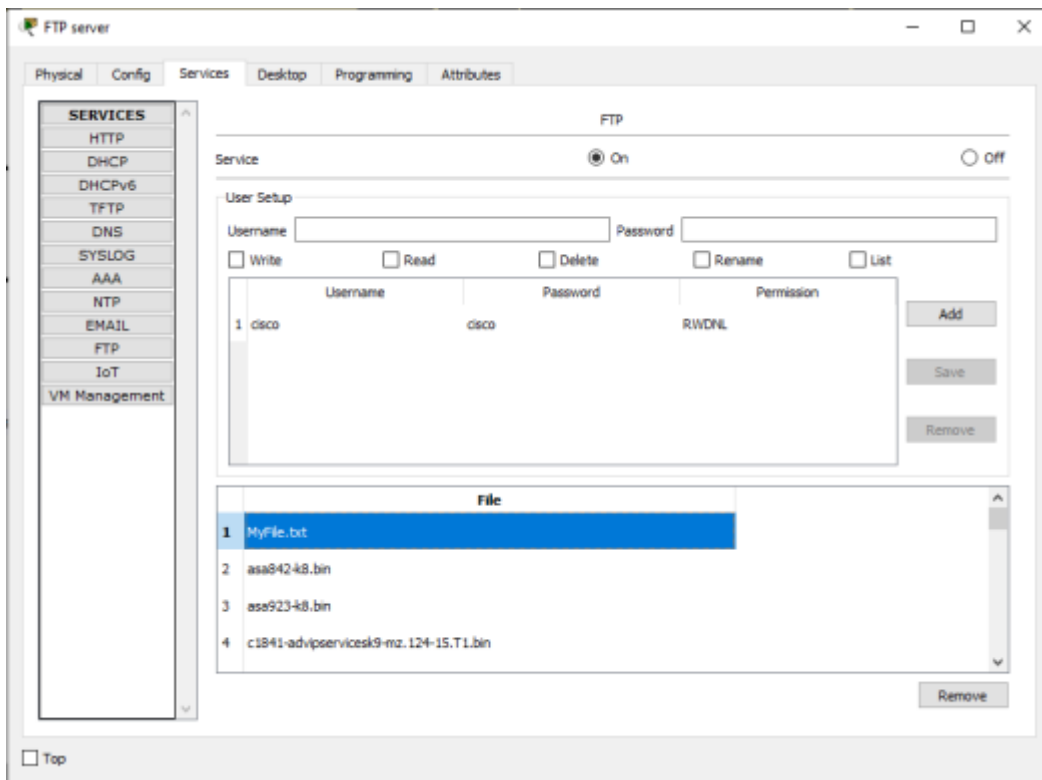 FTP server
Physical Config Services Desktop Programming Attributes
SERVICES
HTTP
DHCP
DHCPv6
TFTP
DNS
SYSLOG
AAA
NTP
EMAIL
FTP
IoT
VM Management
FTP
Service On Off
User Setup
Username Password
Write Read Delete Rename List
Username Password Permission
1 cisco cisco RWDNL
Add
Save
Remove
File
1 MyFile.txt
2 asa842-k8.bin
3 asa923-k8.bin
4 c1841-advipservicesk9-mz.124-15.T1.bin
Remove
Top